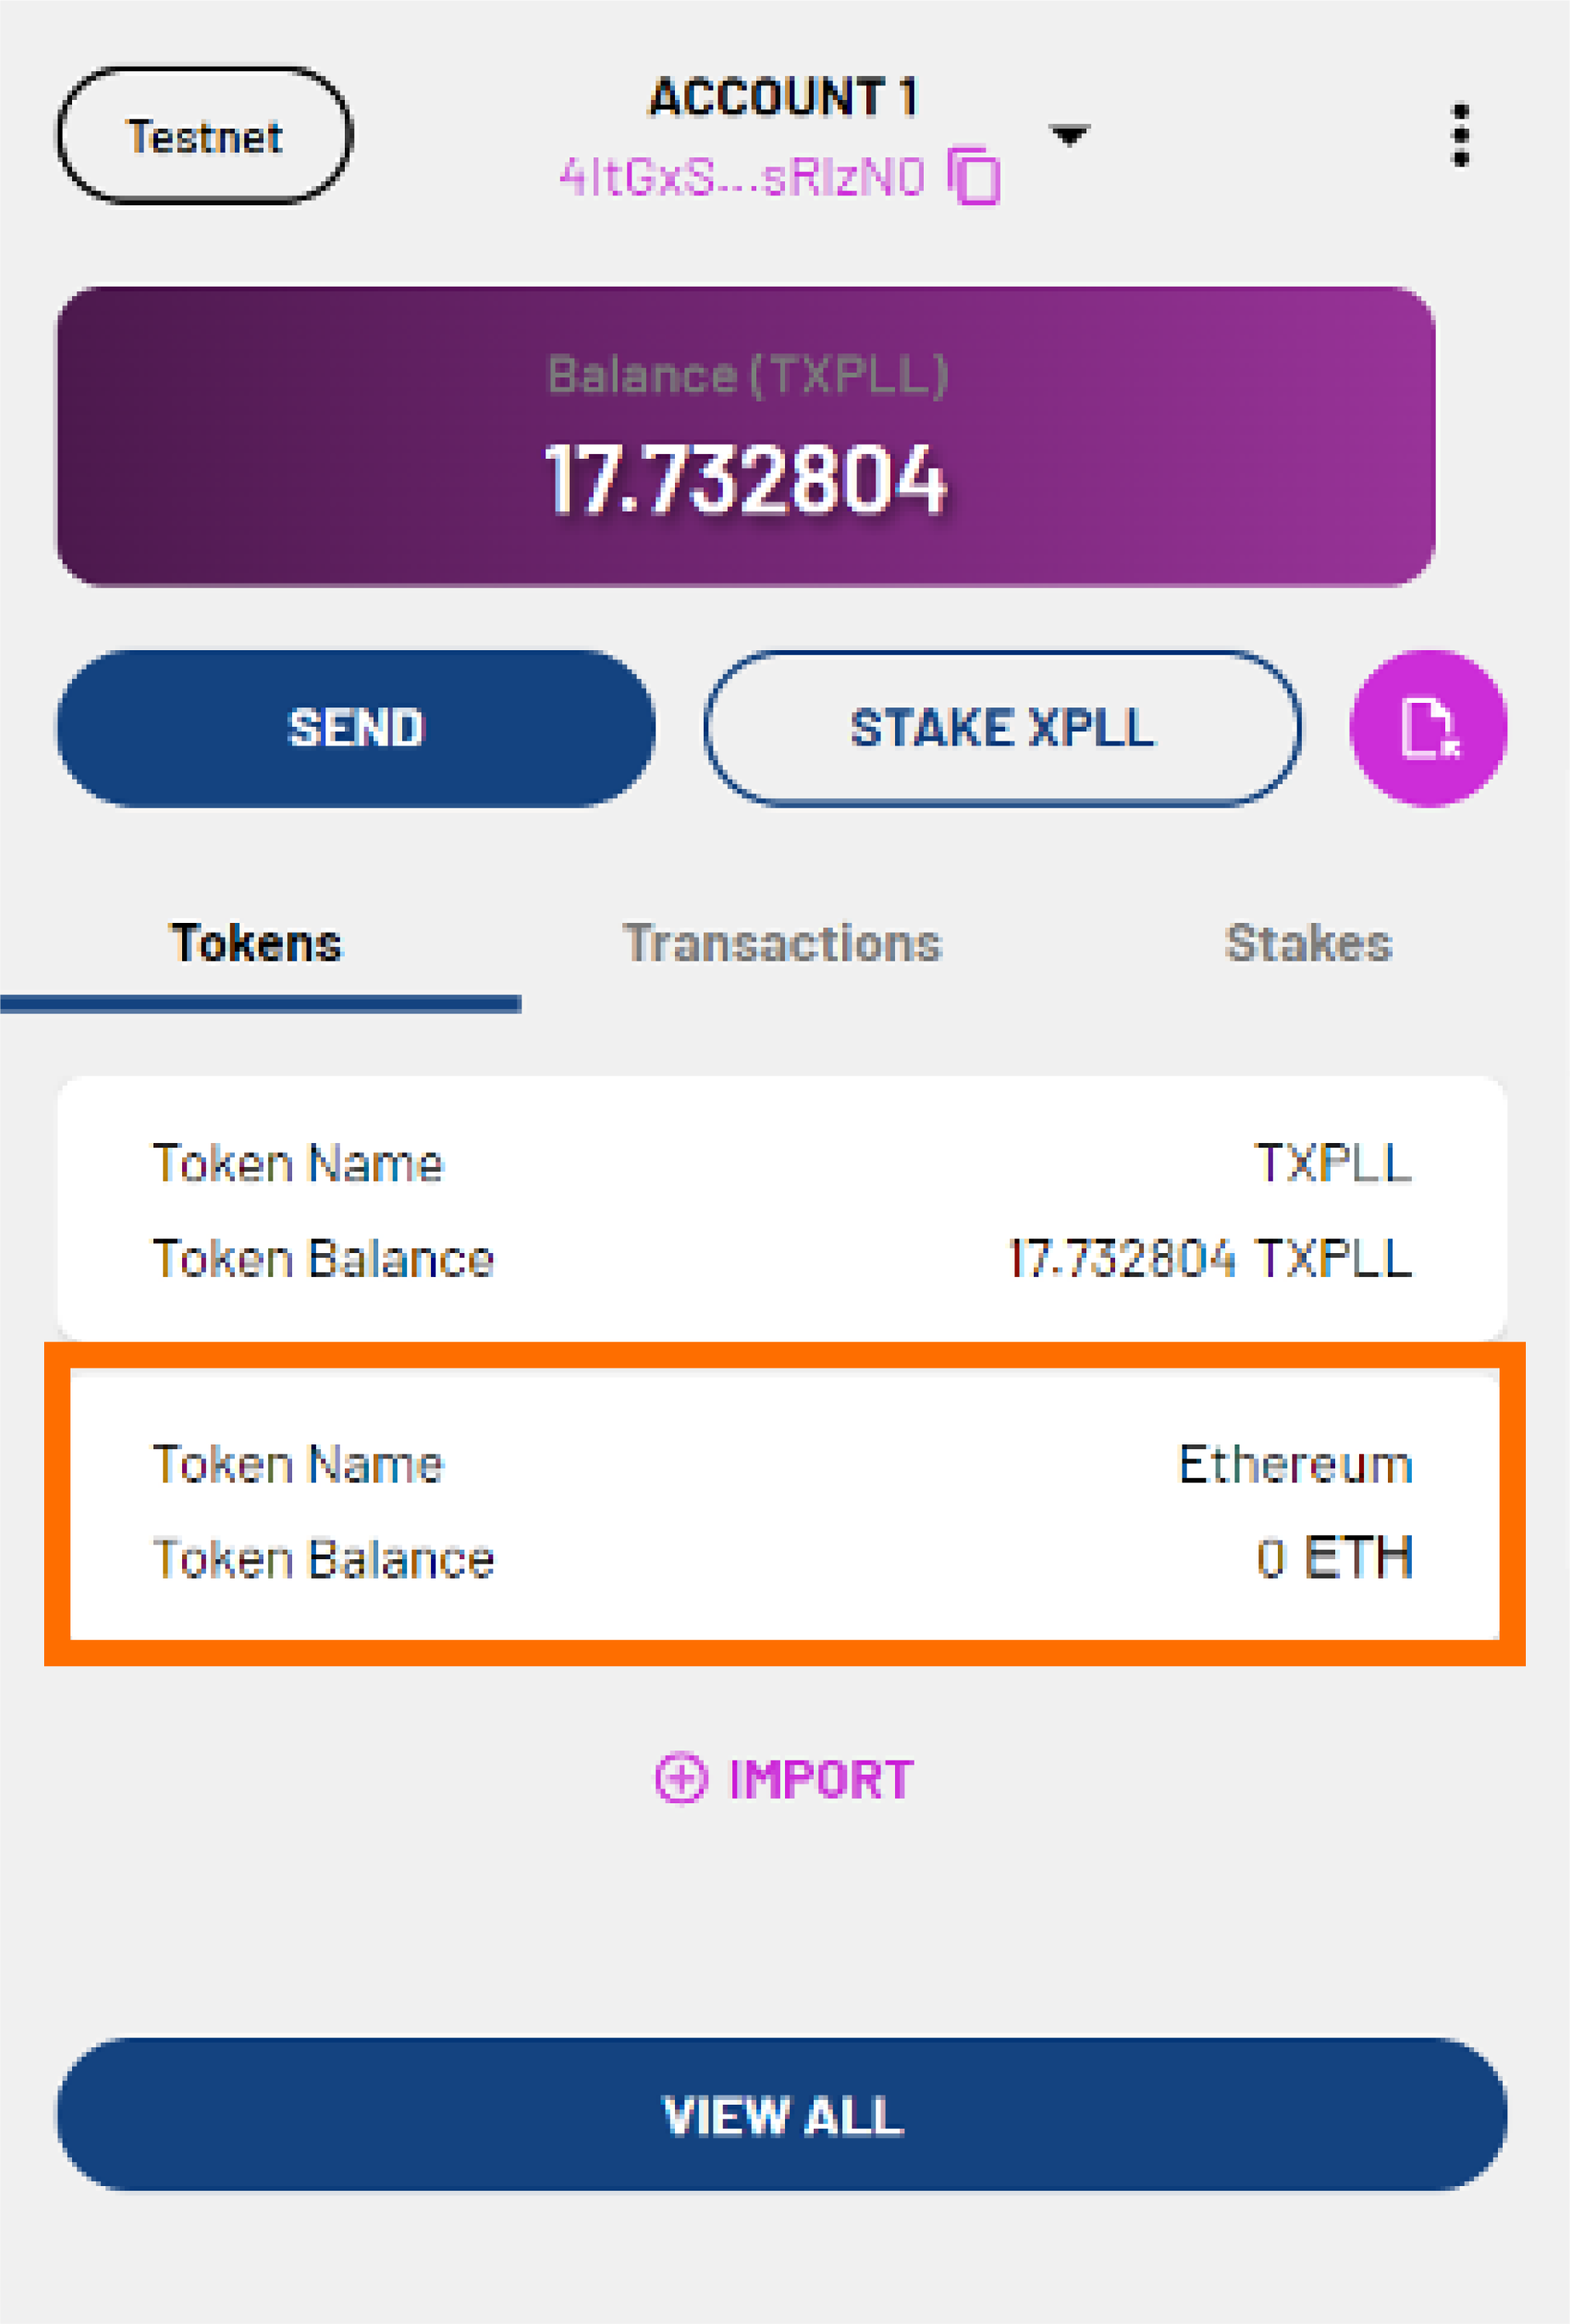 Testnet
ACCOUNT 1
4ItGxS...sRIzN0
Balance (TXPLL)
17.732804
SEND
STAKE XPLL
Tokens
Transactions
Stakes
Token Name TXPLL
Token Balance 17.732804 TXPLL
Token Name Ethereum
Token Balance 0 ETH
IMPORT
VIEW ALL